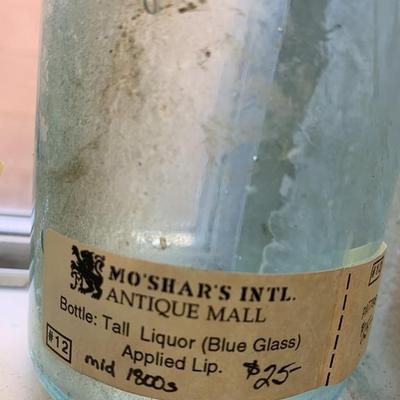 MO'SHAR'S INTL.
ANTIQUE MALL
Bottle: Tall Liquor (Blue Glass)
Applied Lip.
#12
mid 1800s
$25-